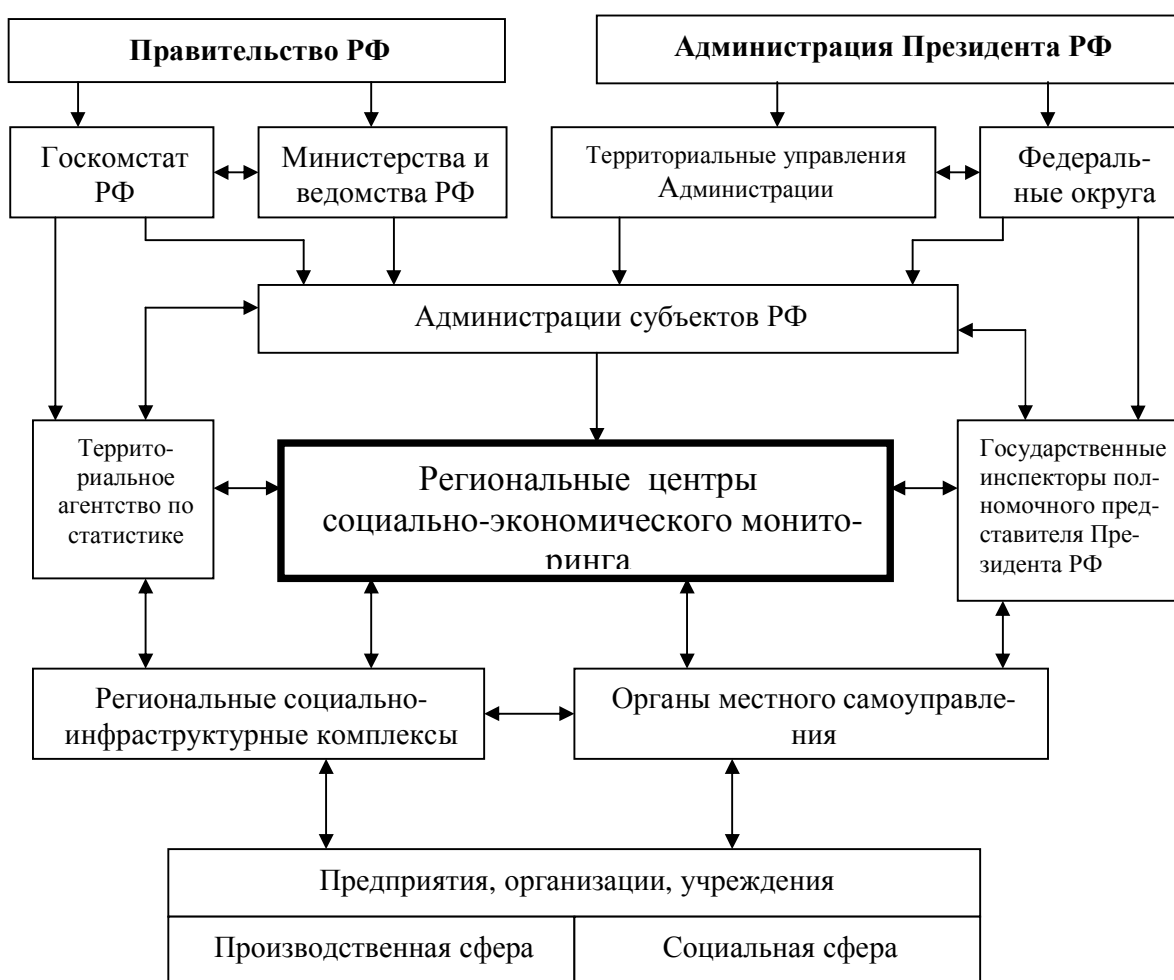 Правительство РФ
Администрация Президента РФ
Госкомстат
РФ
Министерства и
ведомства РФ
Территориальные управления
Администрации
Федераль-
ные округа
Администрации субъектов РФ
Террито-
риальное
агентство по
статистике
Региональные центры
социально-экономического монито-
ринга
Государственные
инспекторы пол-
номочного пред-
ставителя Пре-
зидента РФ
Региональные социально-
инфраструктурные комплексы
Органы местного самоуправле-
ния
Предприятия, организации, учреждения
Производственная сфера
Социальная сфера